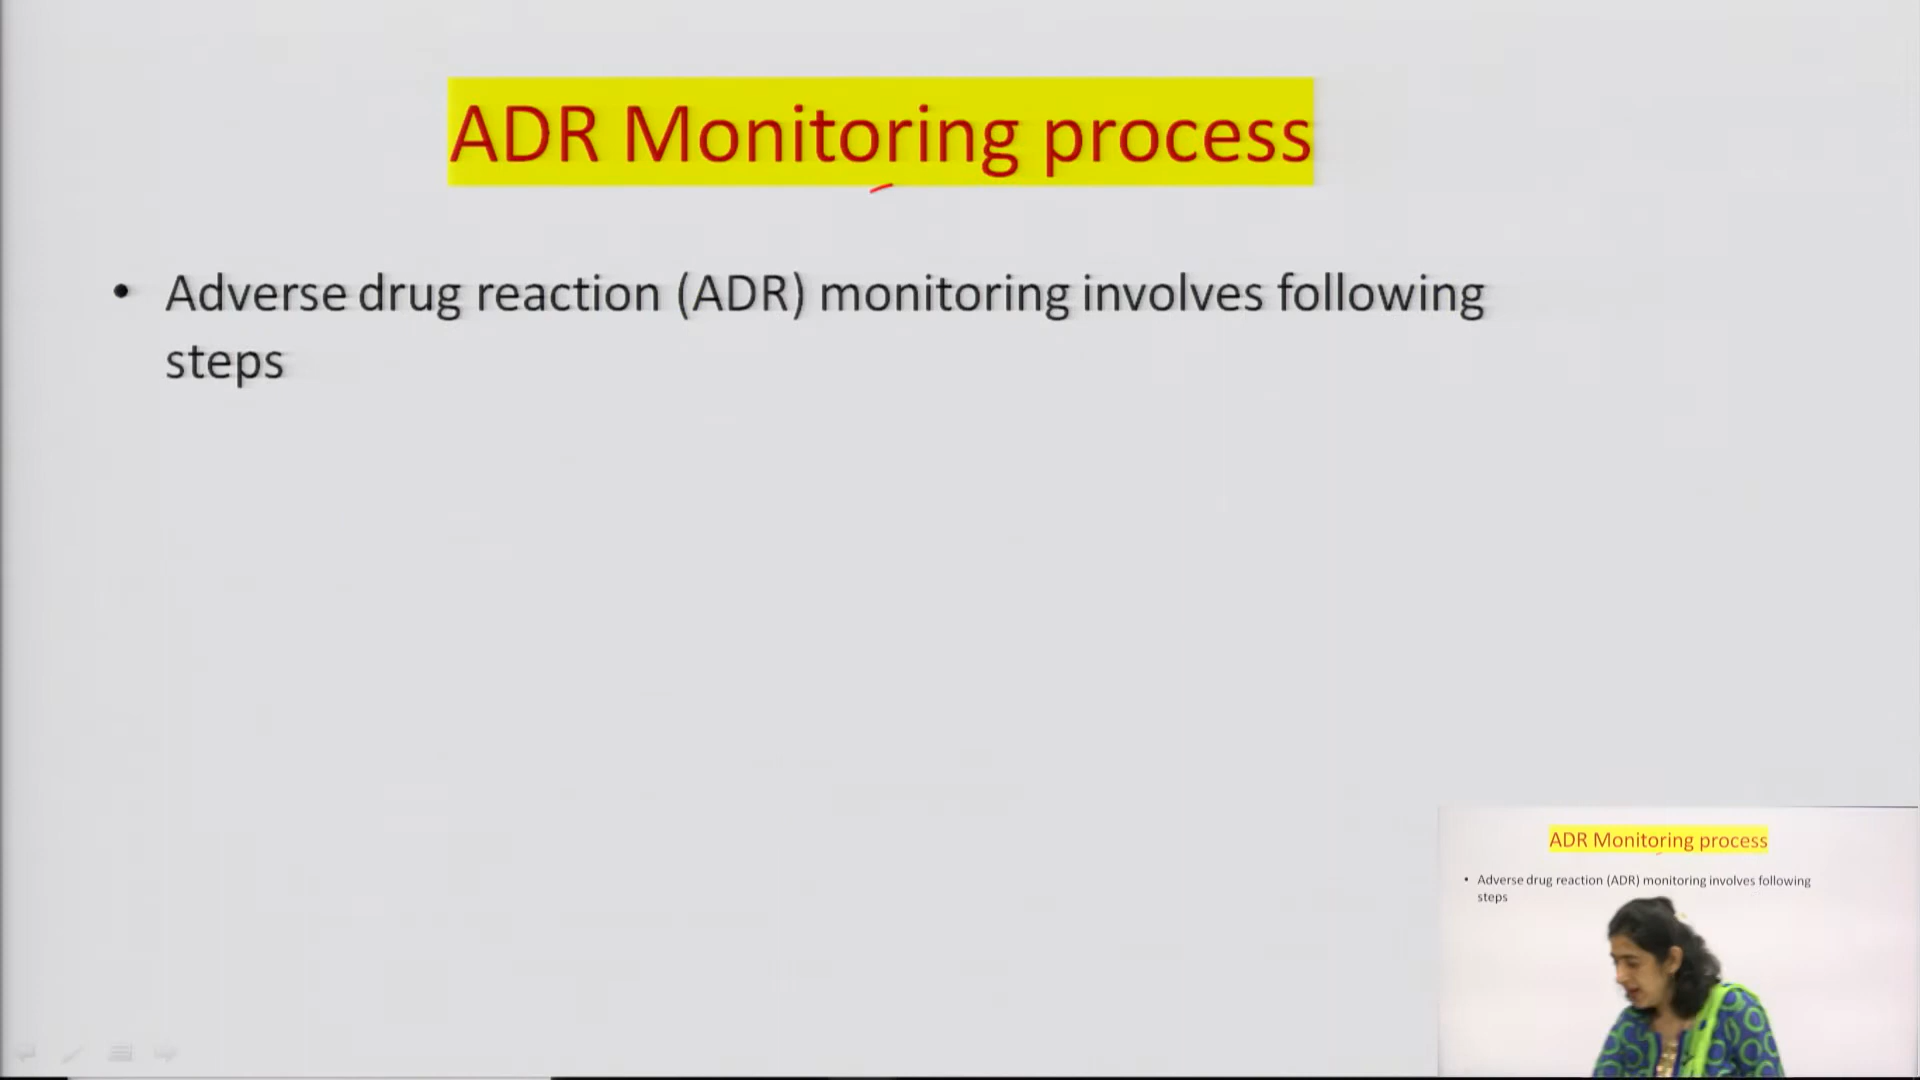 ADR Monitoring process
• Adverse drug reaction (ADR) monitoring involves following
steps
ADR Monitoring process
• Adverse drug reaction (ADR) monitoring involves following
steps